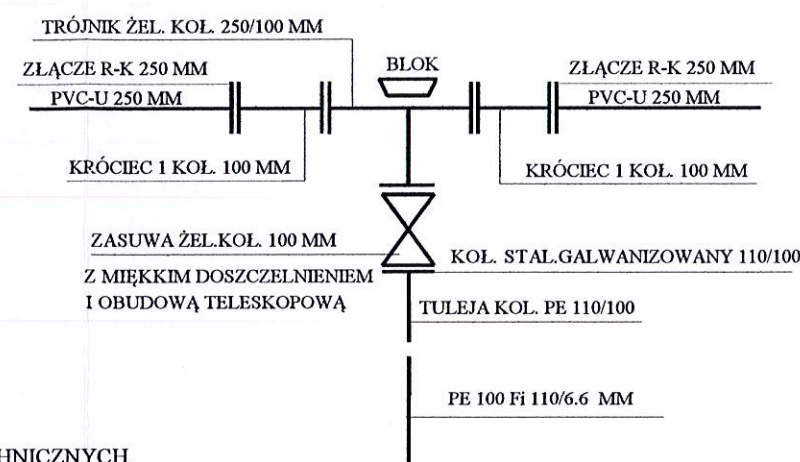 TRÓJNIK ŻEL. KOŁ. 250/100 MM
ZŁĄCZE R-K 250 MM
BLOK
ZŁĄCZE R-K 250 MM
PVC-U 250 MM
PVC-U 250 MM
KRÓCIEC 1 KOŁ. 100 MM
KRÓCIEC 1 KOŁ. 100 MM
ZASUWA ŻEL.KOŁ. 100 MM
KOŁ. STAL.GALWANIZOWANY 110/100
Z MIĘKKIM DOSZCZELNIENIEM
I OBUDOWĄ TELESKOPOWĄ
TULEJA KOL. PE 110/100
PE 100 Fi 110/6.6 MM
HNICZNYCH